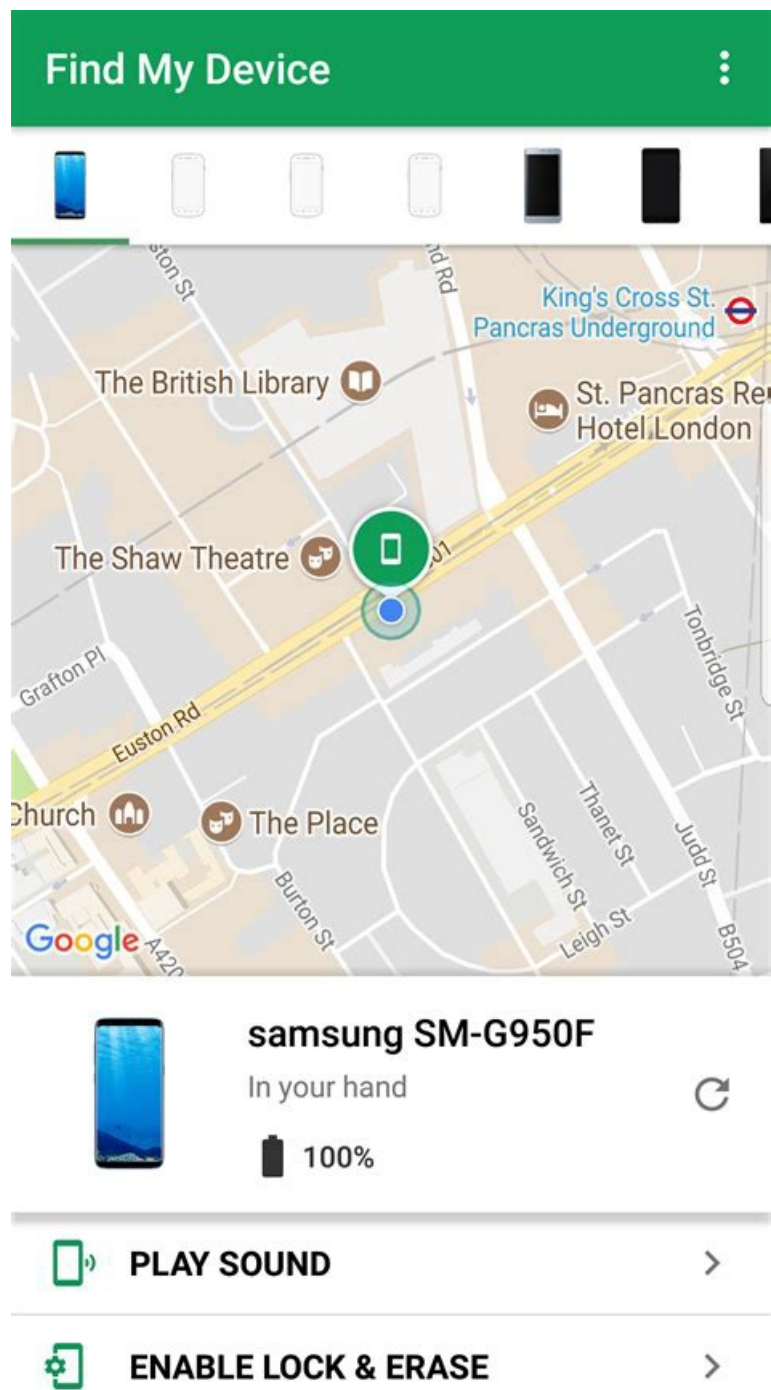 Find My Device
ston St
nd Rd
King's Cross St.
Pancras Underground
The British Library
St. Pancras Re
Hotel London
The Shaw Theatre
01
Tonbridge St
Grafton Pl
Euston Rd
Church
The Place
Thanet St
Sandwich St
Judd St
Burton St
Leigh St
B504
Google
A420
samsung SM-G950F
In your hand
100%
PLAY SOUND
ENABLE LOCK & ERASE